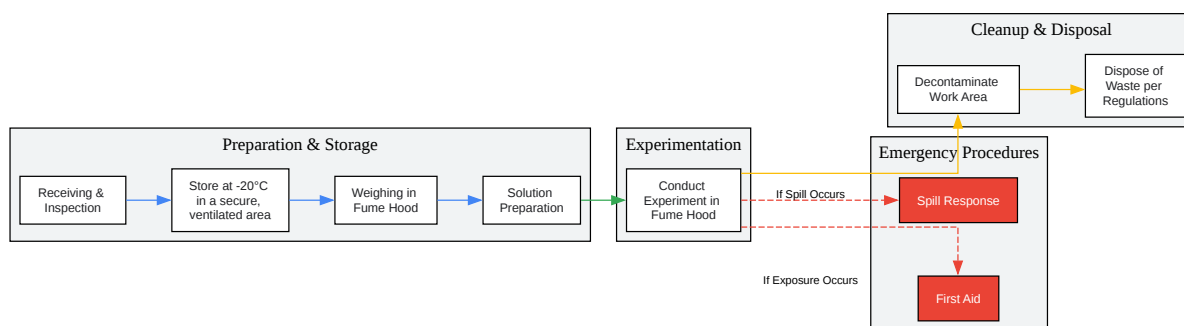 Cleanup & Disposal
Decontaminate
Work Area
Dispose of
Waste per
Regulations
Preparation & Storage
Receiving &
Inspection
Store at -20°C
in a secure,
ventilated area
Weighing in
Fume Hood
Solution
Preparation
Experimentation
Conduct
Experiment in
Fume Hood
If Spill Occurs
If Exposure Occurs
Emergency Procedures
Spill Response
First Aid